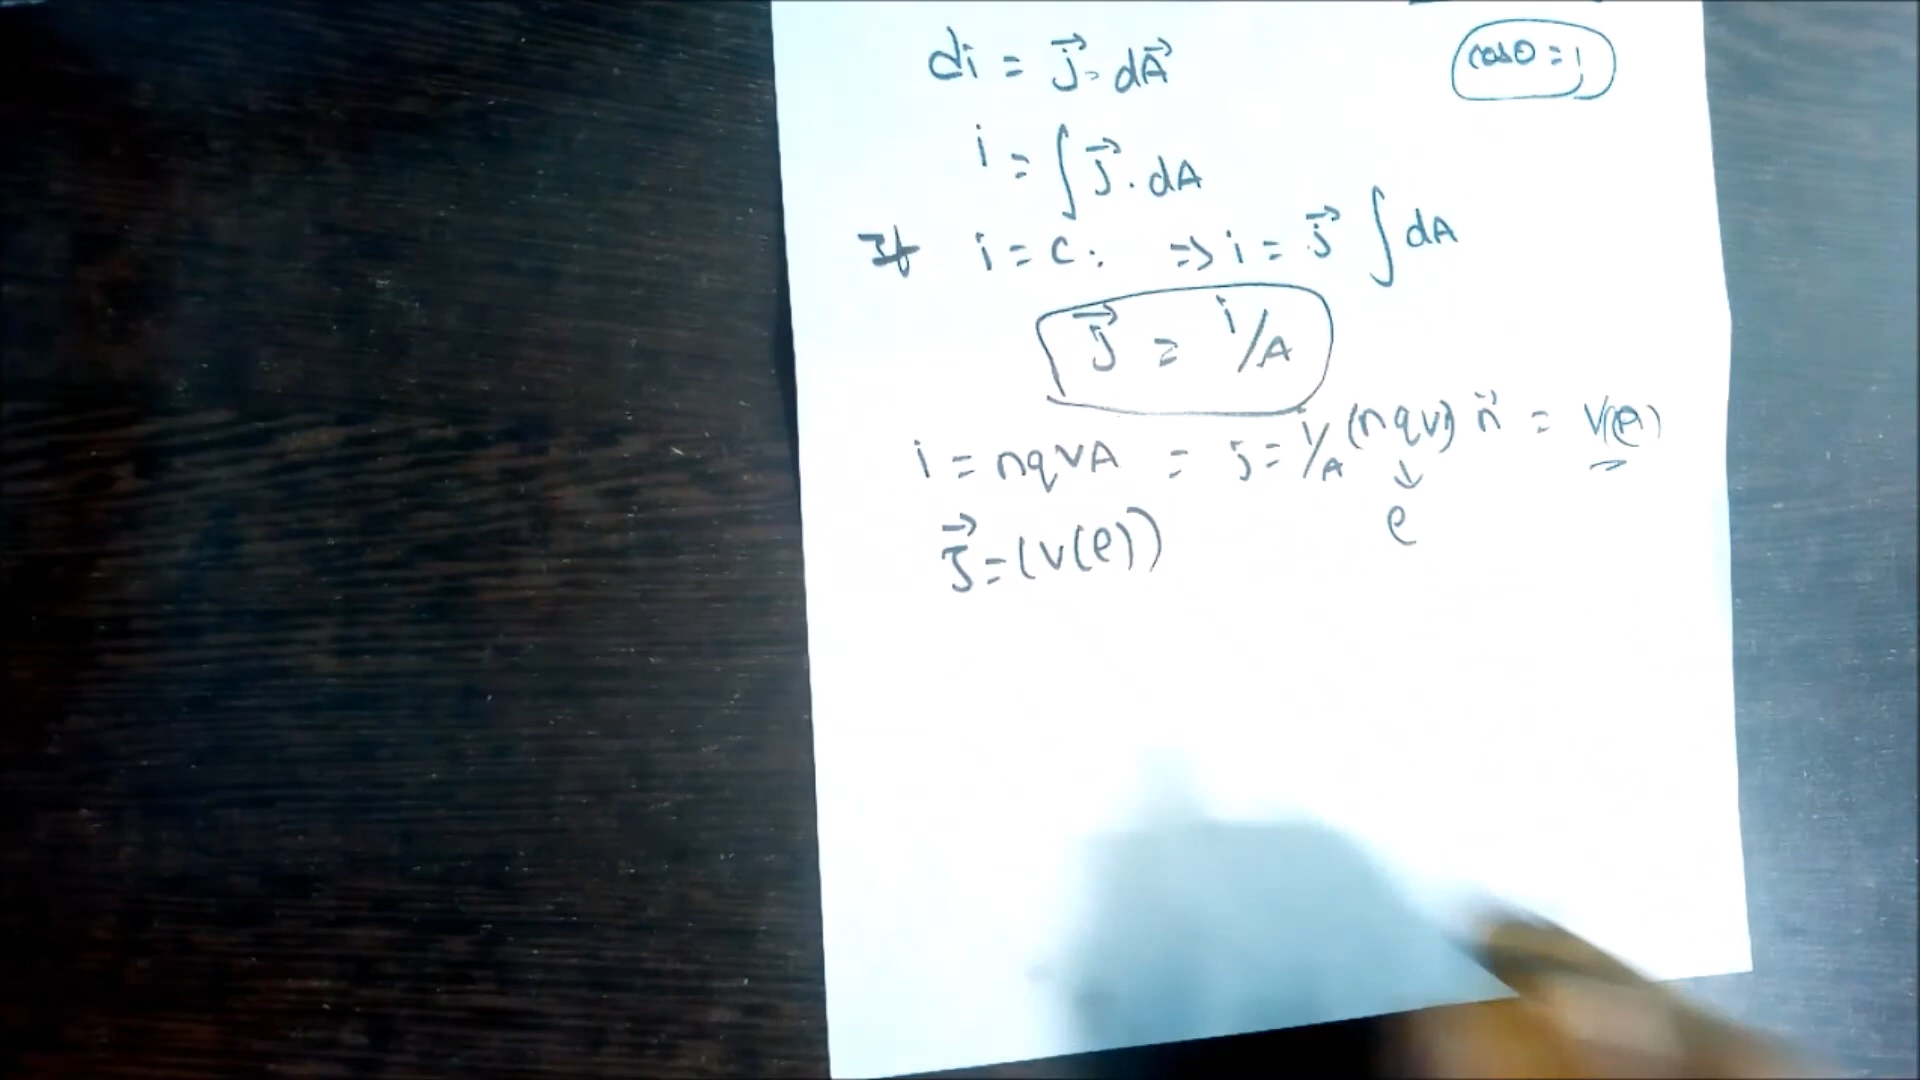 di = j⃗ · dA⃗
cosθ = 1
i = ∫ j⃗ · dA
If i = c. ⇒ i = j⃗ ∫ dA
j⃗ = i/A
i = nqvA = j = 1/A (nqv) n⃗ = v(ρ)
↓
ρ
j⃗ = (v(ρ))